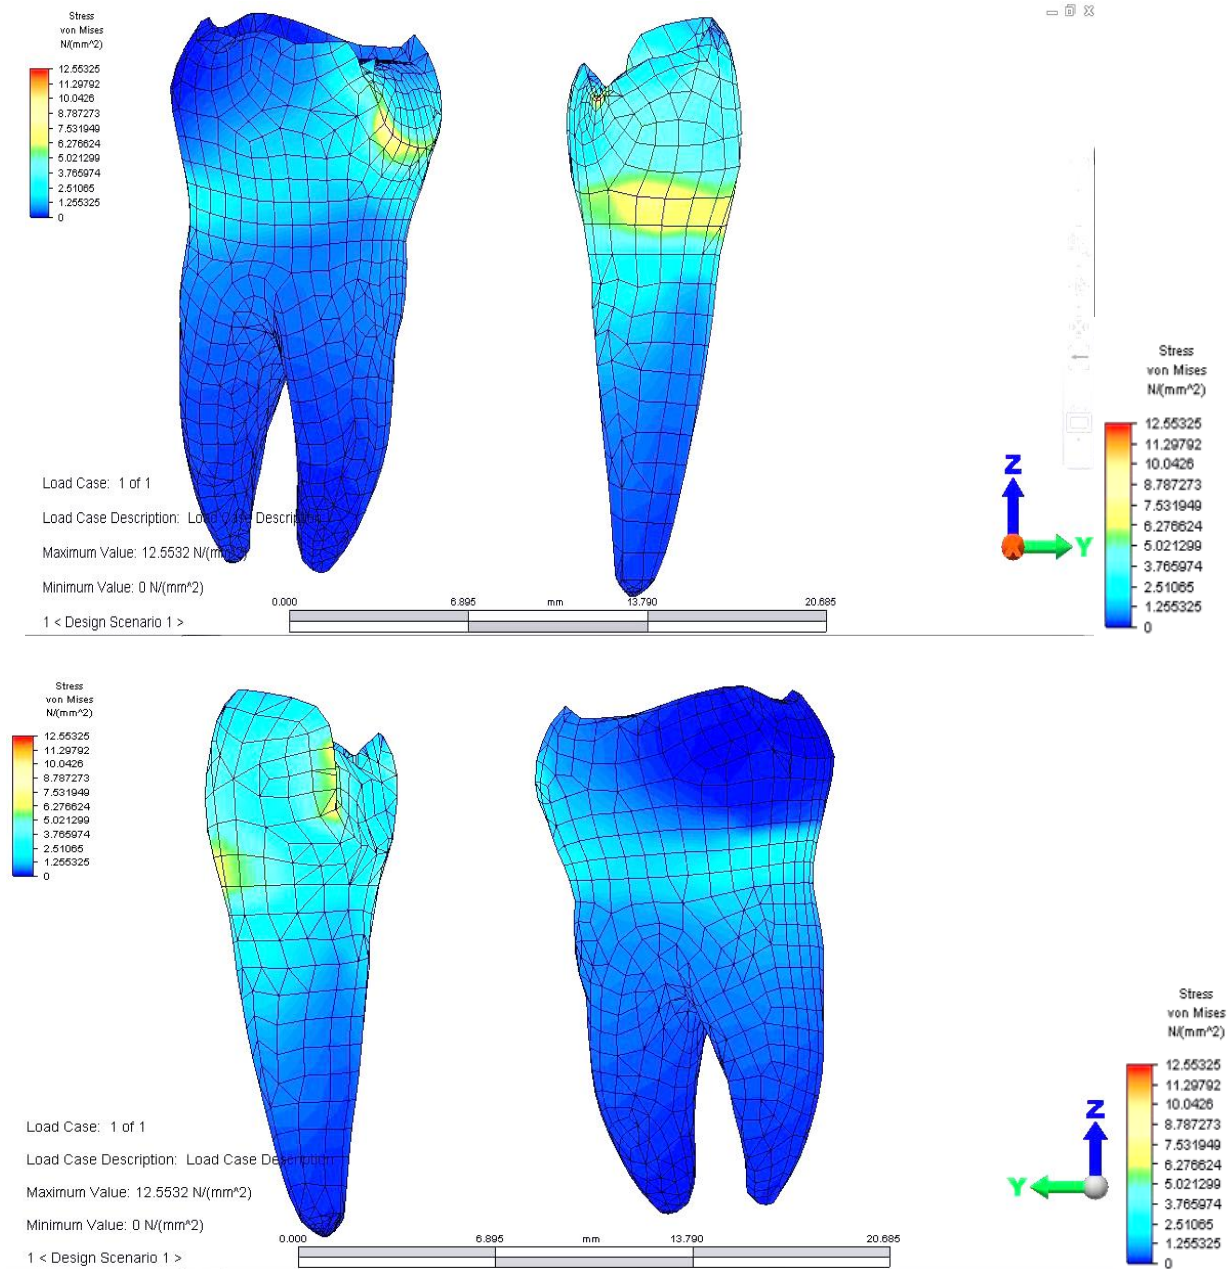 Stress
von Mises
N/(mm^2)
12.55325
11.29792
10.0426
8.787273
7.531949
6.276624
5.021299
3.765974
2.51065
1.255325
0
Load Case: 1 of 1
Load Case Description: Load Case Description
Maximum Value: 12.5532 N/(mm^2)
Minimum Value: 0 N/(mm^2)
1 < Design Scenario 1 >
0.000 6.895 mm 13.790 20.685
Z
X
Y
Stress
von Mises
N/(mm^2)
12.55325
11.29792
10.0426
8.787273
7.531949
6.276624
5.021299
3.765974
2.51065
1.255325
0
Stress
von Mises
N/(mm^2)
12.55325
11.29792
10.0426
8.787273
7.531949
6.276624
5.021299
3.765974
2.51065
1.255325
0
Load Case: 1 of 1
Load Case Description: Load Case Description
Maximum Value: 12.5532 N/(mm^2)
Minimum Value: 0 N/(mm^2)
1 < Design Scenario 1 >
0.000 6.895 mm 13.790 20.685
Z
Y
Stress
von Mises
N/(mm^2)
12.55325
11.29792
10.0426
8.787273
7.531949
6.276624
5.021299
3.765974
2.51065
1.255325
0